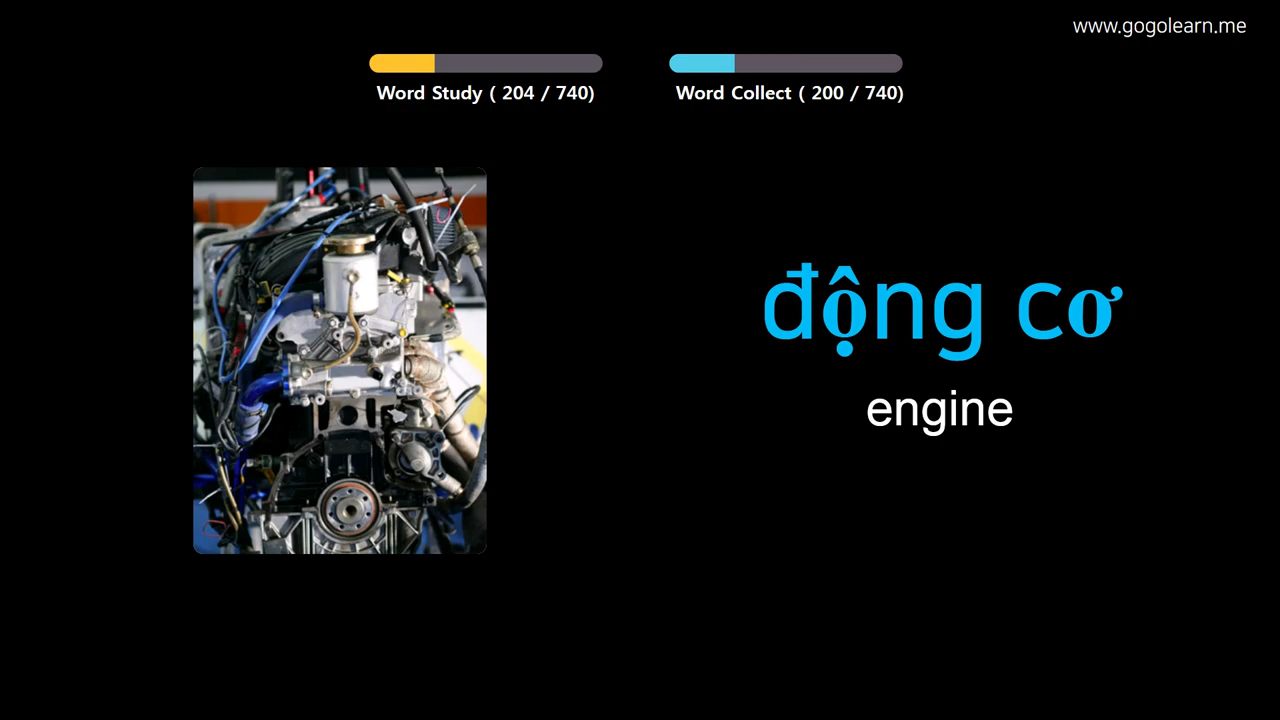 www.gogolearn.me
Word Study ( 204 / 740)
Word Collect ( 200 / 740)
động cơ
engine